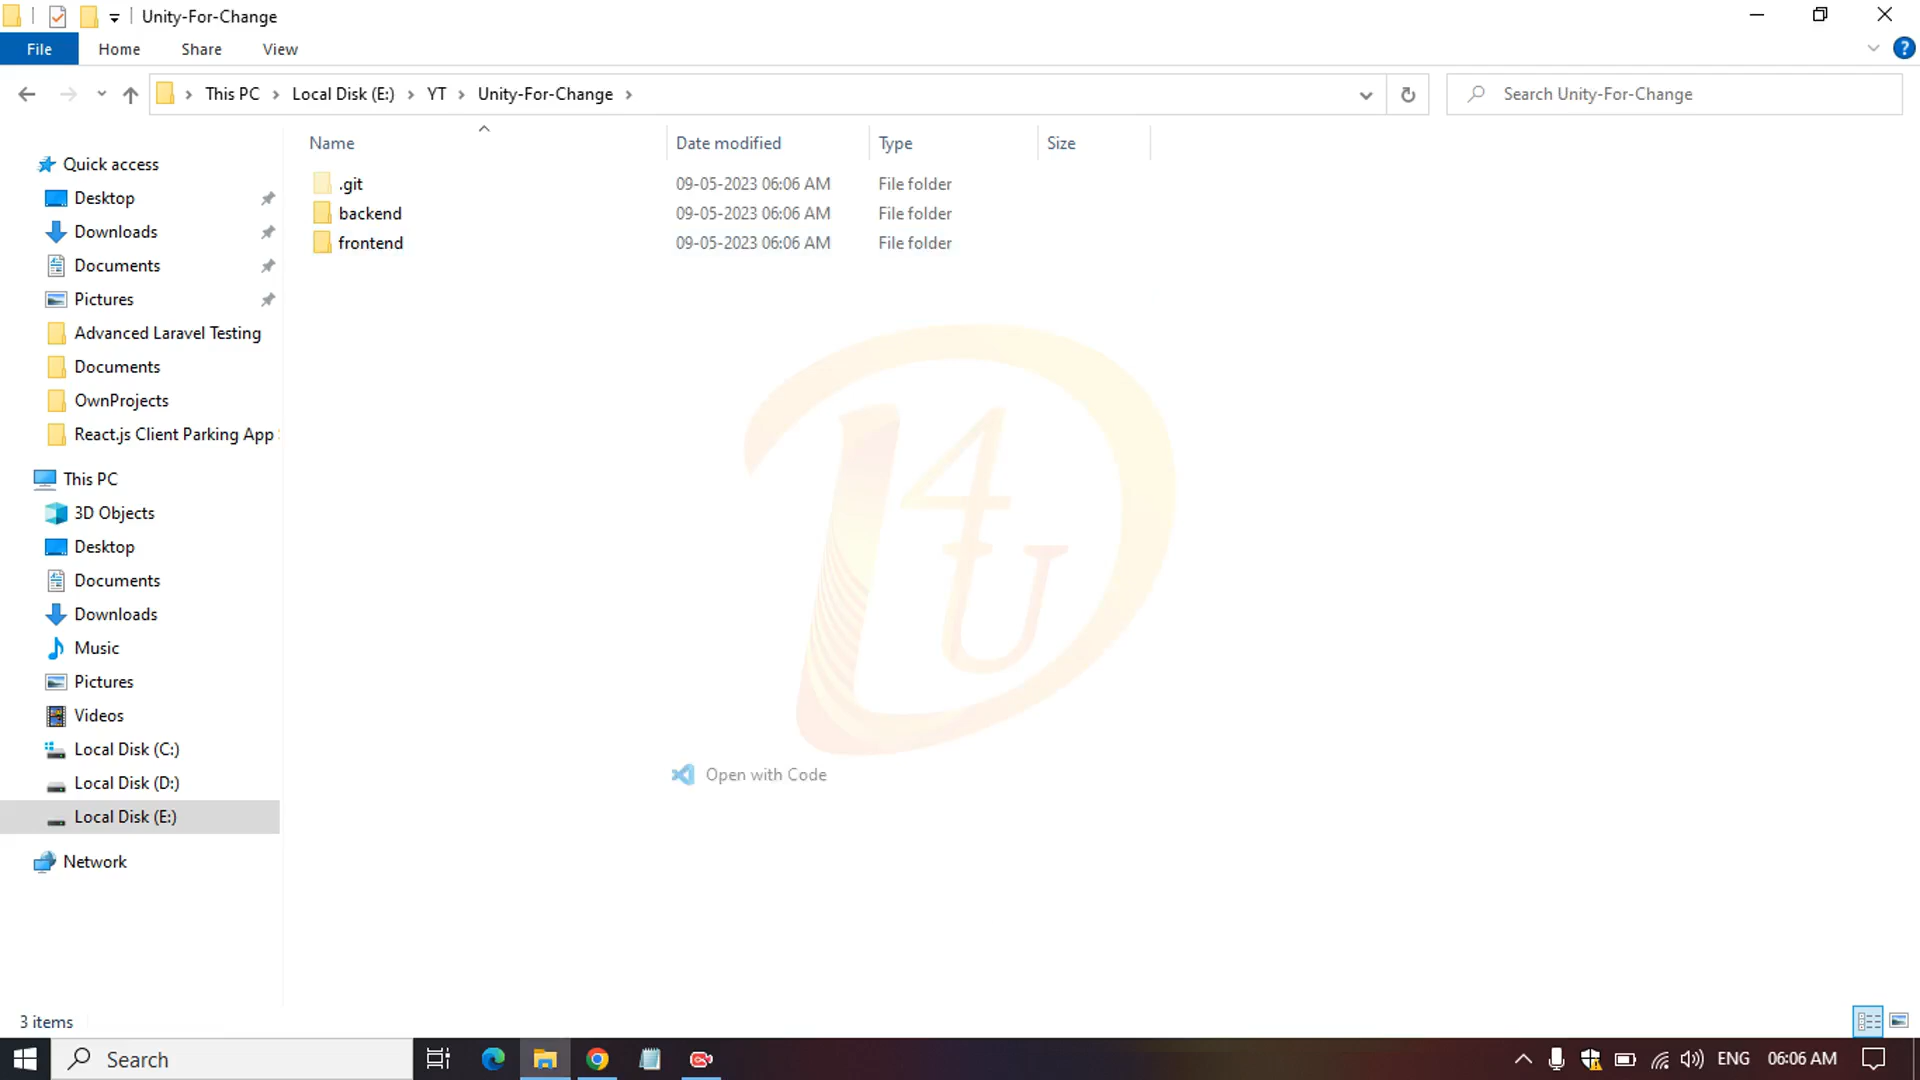 Unity-For-Change
File Home Share View
This PC Local Disk (E:) YT Unity-For-Change
Search Unity-For-Change
Name Date modified Type Size
.git 09-05-2023 06:06 AM File folder
backend 09-05-2023 06:06 AM File folder
frontend 09-05-2023 06:06 AM File folder
Quick access
Desktop
Downloads
Documents
Pictures
Advanced Laravel Testing
Documents
OwnProjects
React.js Client Parking App
This PC
3D Objects
Desktop
Documents
Downloads
Music
Pictures
Videos
Local Disk (C:)
Local Disk (D:)
Local Disk (E:)
Network
D
4
U
Open with Code
3 items
Search
ENG 06:06 AM